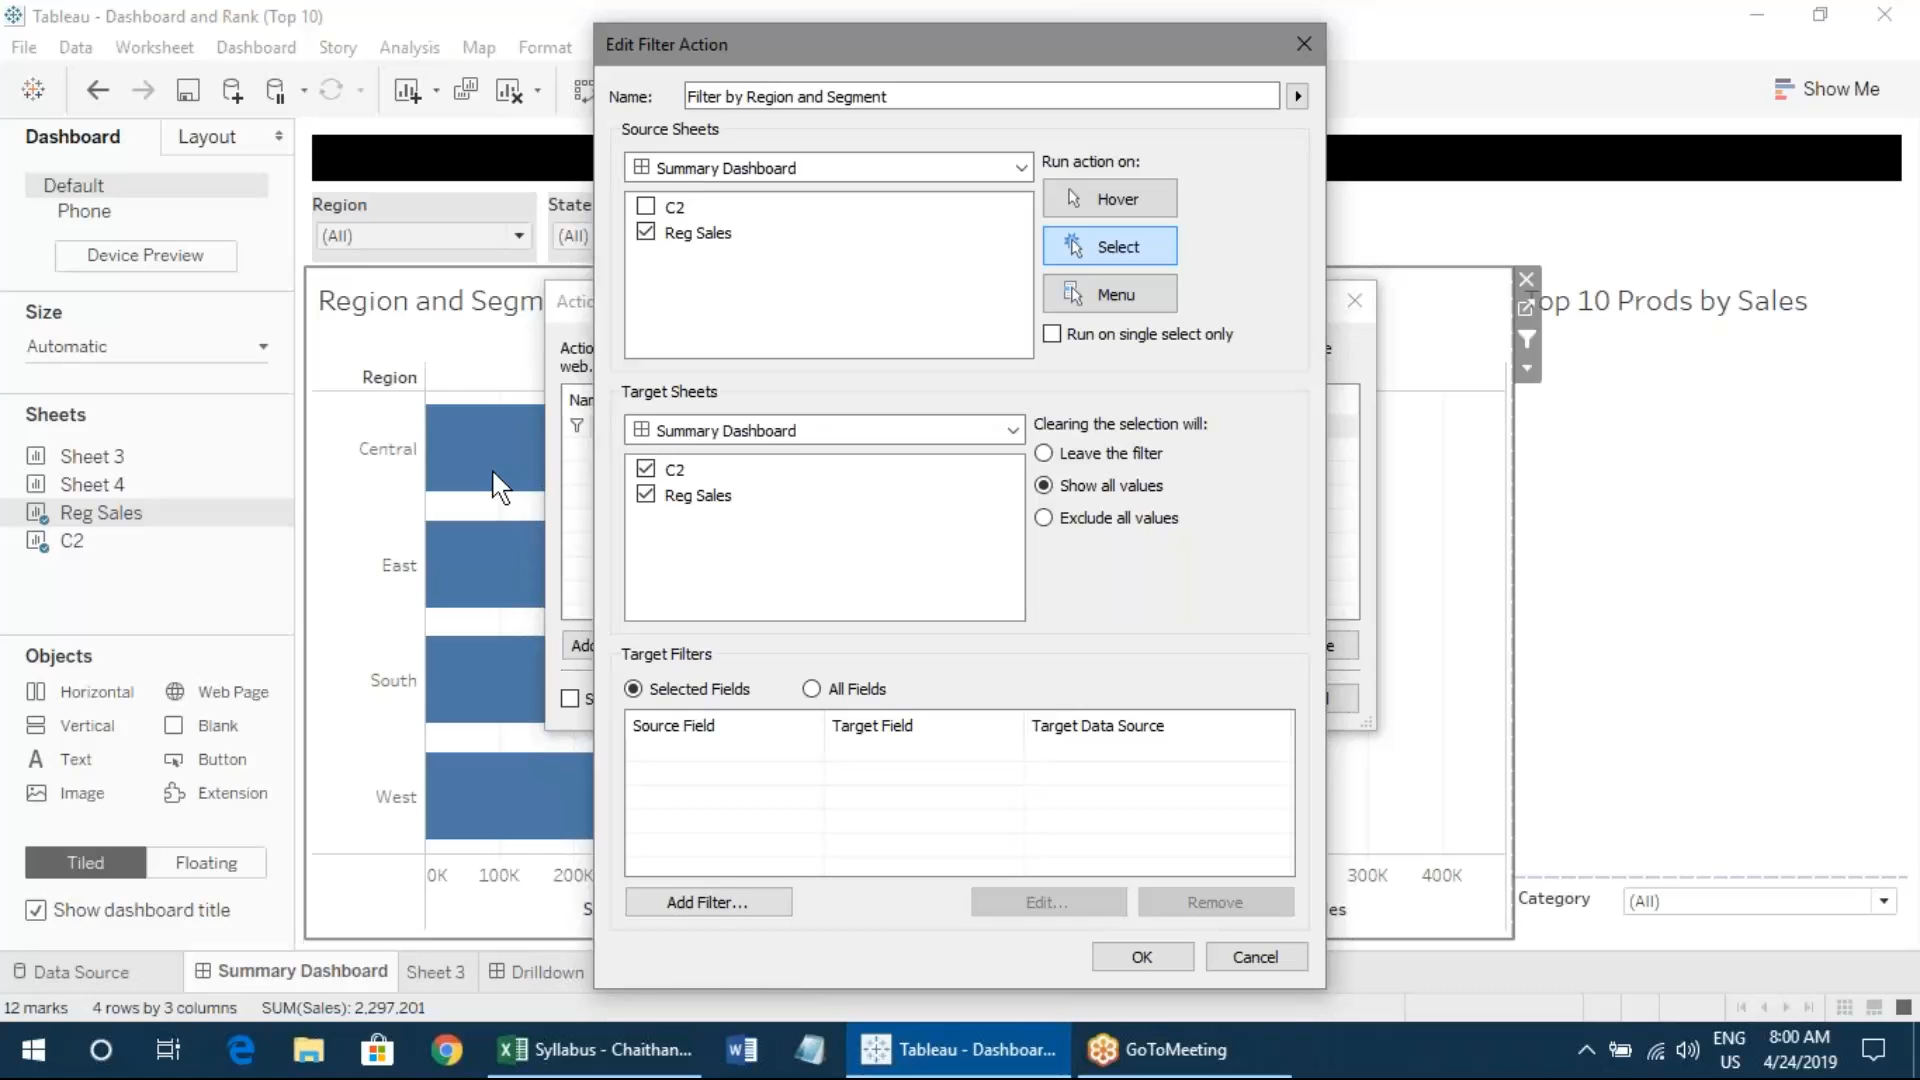 Tableau - Dashboard and Rank (Top 10)
File Data Worksheet Dashboard Story Analysis Map Format
Show Me
Dashboard Layout
Default
Phone
Device Preview
Size
Automatic
Sheets
Sheet 3
Sheet 4
Reg Sales
C2
Objects
Horizontal Web Page
Vertical Blank
Text Button
Image Extension
Tiled Floating
Show dashboard title
Region State
(All) (All)
Region and Segm
Region
Central
East
South
West
0K 100K 200K
300K 400K
Top 10 Prods by Sales
Category (All)
Actio
web.
Edit Filter Action
Name: Filter by Region and Segment
Source Sheets
Summary Dashboard
C2
Reg Sales
Run action on:
Hover
Select
Menu
Run on single select only
Target Sheets
Summary Dashboard
C2
Reg Sales
Clearing the selection will:
Leave the filter
Show all values
Exclude all values
Target Filters
Selected Fields All Fields
Source Field Target Field Target Data Source
Add Filter... Edit... Remove
OK Cancel
Data Source Summary Dashboard Sheet 3 Drilldown
12 marks 4 rows by 3 columns SUM(Sales): 2,297,201
Syllabus - Chaithan... Tableau - Dashboar... GoToMeeting
ENG
US
8:00 AM
4/24/2019